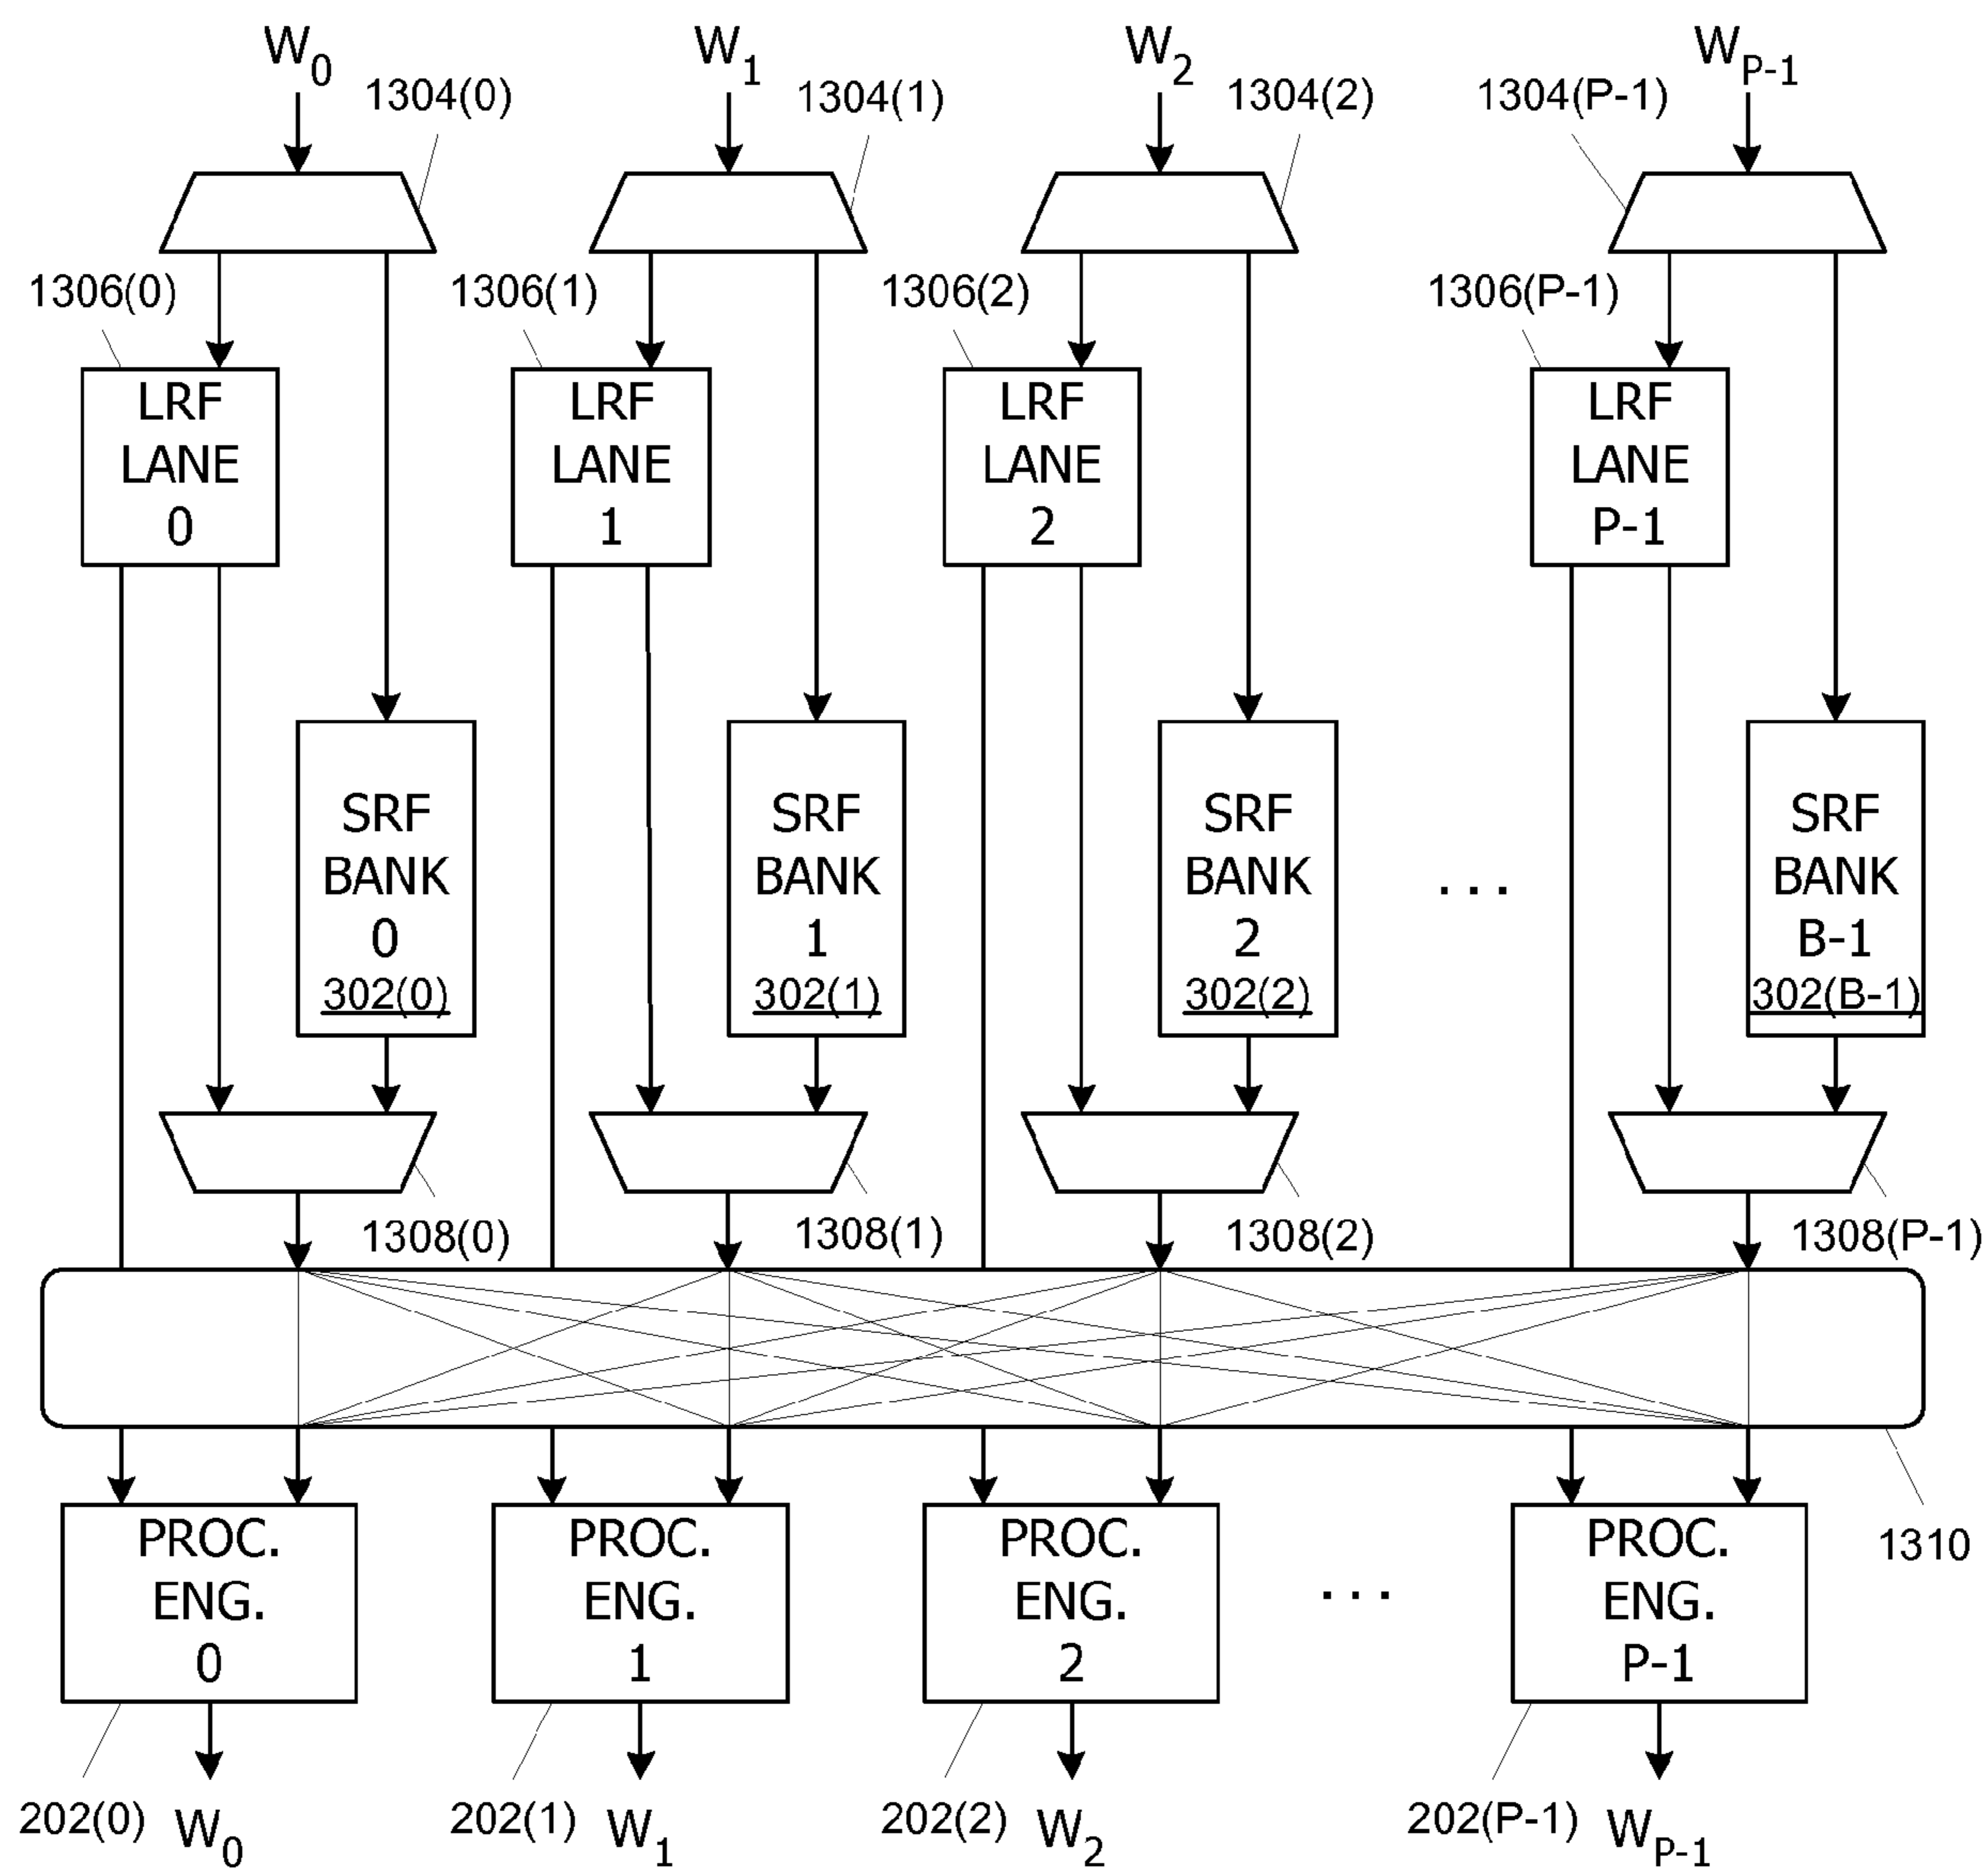 W0 W1 W2 WP-1
1304(0) 1304(1) 1304(2) 1304(P-1)
1306(0) 1306(1) 1306(2) 1306(P-1)
LRF LRF LRF LRF
LANE LANE LANE LANE
0 1 2 P-1
SRF SRF SRF SRF
BANK BANK BANK ... BANK
0 1 2 B-1
302(0) 302(1) 302(2) 302(B-1)
1308(0) 1308(1) 1308(2) 1308(P-1)
PROC. PROC. PROC. PROC. 1310
ENG. ENG. ENG. ... ENG.
0 1 2 P-1
202(0) W0 202(1) W1 202(2) W2 202(P-1) WP-1